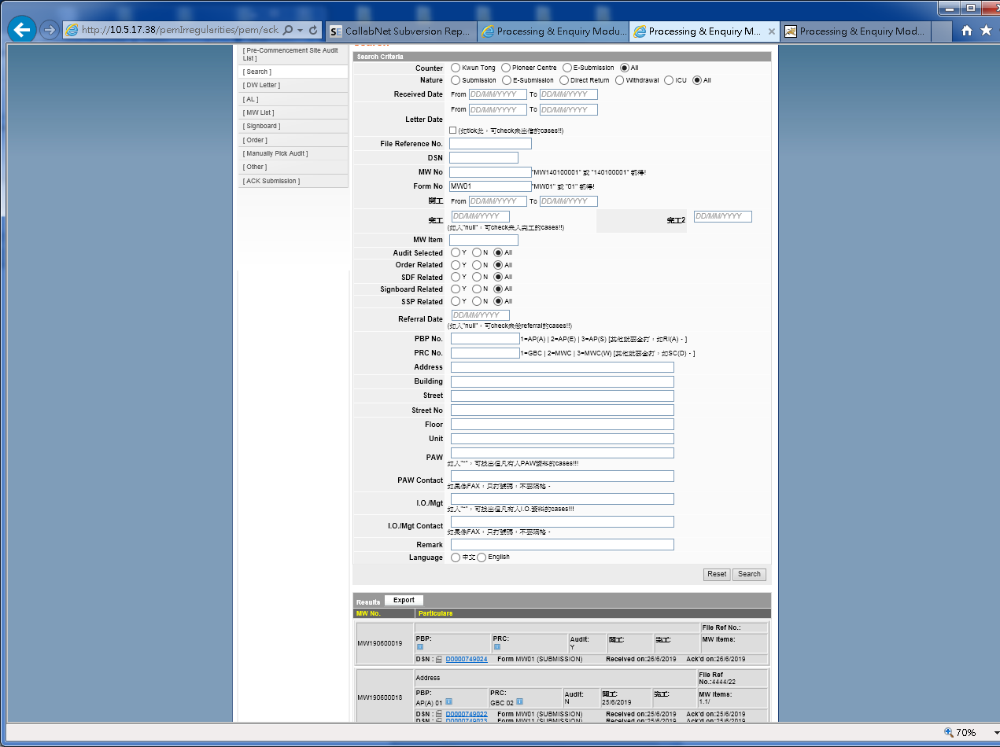 http://10.5.17.38/pemIrregularities/pem/ack
CollabNet Subversion Rep...
Processing & Enquiry Modu...
Processing & Enquiry M...
Processing & Enquiry Mod...
[ Pre-Commencement Site Audit
List ]
[ Search ]
[ DW Letter ]
[ AL ]
[ MW List ]
[ Signboard ]
[ Order ]
[ Manually Pick Audit ]
[ Other ]
[ ACK Submission ]
Search Criteria
Counter Kwun Tong Pioneer Centre E-Submission All
Nature Submission E-Submission Direct Return Withdrawal ICU All
Received Date From DD/MM/YYYY To DD/MM/YYYY
From DD/MM/YYYY To DD/MM/YYYY
Letter Date
(如tick此，可check未出信的cases!!)
File Reference No.
DSN
MW No "MW140100001" 或 "140100001" 都得!
Form No MW01 "MW01" 或 "01" 都得!
開工 From DD/MM/YYYY To DD/MM/YYYY
完工 DD/MM/YYYY 完工2 DD/MM/YYYY
(如入"null"，可check未入完工的cases!!)
MW Item
Audit Selected Y N All
Order Related Y N All
SDF Related Y N All
Signboard Related Y N All
SSP Related Y N All
Referral Date DD/MM/YYYY
(如入"null"，可check未做referral的cases!!)
PBP No. 1=AP(A) | 2=AP(E) | 3=AP(S) [其他就要全打，如RI(A)。]
PRC No. 1=GBC | 2=MWC | 3=MWC(W) [其他就要全打，如SC(D)。]
Address
Building
Street
Street No
Floor
Unit
PAW
如入"*"，可找出但凡有入PAW資料的cases!!!
PAW Contact
如果係FAX，只打號碼，不要隔格。
I.O./Mgt
如入"*"，可找出但凡有入I.O.資料的cases!!!
I.O./Mgt Contact
如果係FAX，只打號碼，不要隔格。
Remark
Language 中文 English
Reset Search
Results Export
MW No. Particulars
File Ref No.:
MW190600019
PBP: PRC: Audit: 開工: 完工: MW Items:
Y
DSN : D0000749024 Form MW01 (SUBMISSION) Received on:26/6/2019 Ack'd on:26/6/2019
MW190600018
Address File Ref
No.:4444/22
PBP: PRC: Audit: 開工: 完工: MW Items:
AP(A) 01 GBC 02 N 25/6/2019 1.1/
DSN : D0000749022 Form MW01 (SUBMISSION) Received on:25/6/2019 Ack'd on:25/6/2019
DSN : D0000749023 Form MW11 (SUBMISSION) Received on:25/6/2019 Ack'd on:25/6/2019
70%